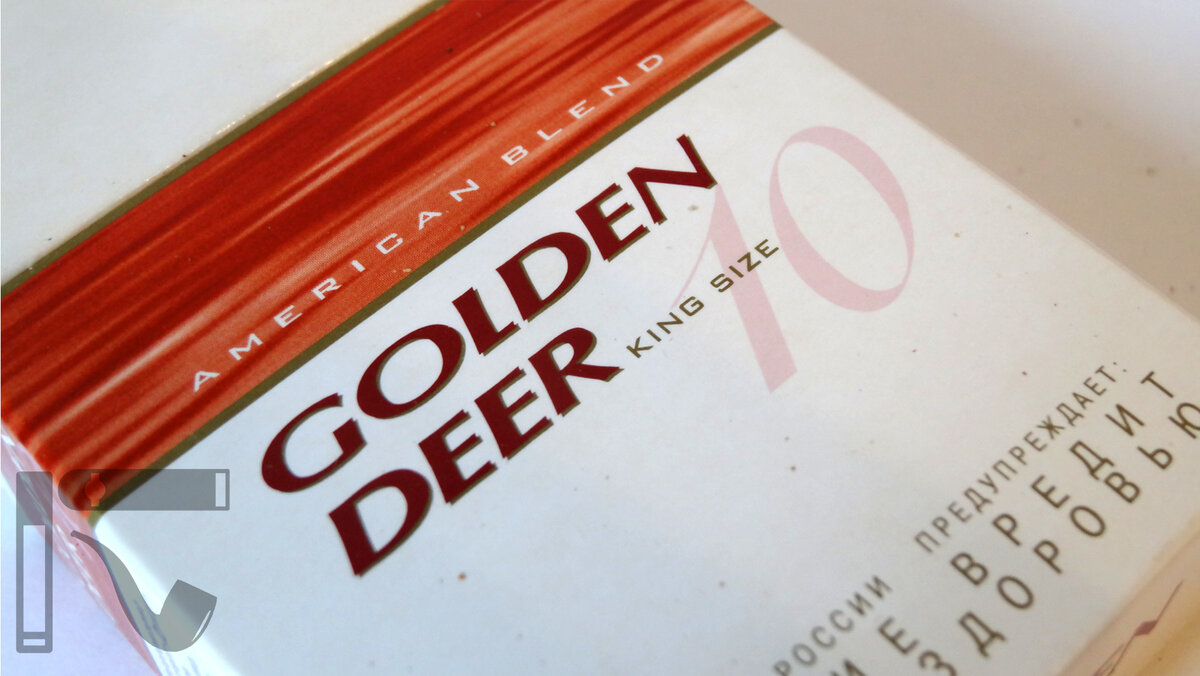 AMERICAN BLEND
GOLDEN
DEER
KING SIZE
10
РОССИИ ПРЕДУПРЕЖДАЕТ:
ВРЕДИТ
ЗДОРОВЬЮ